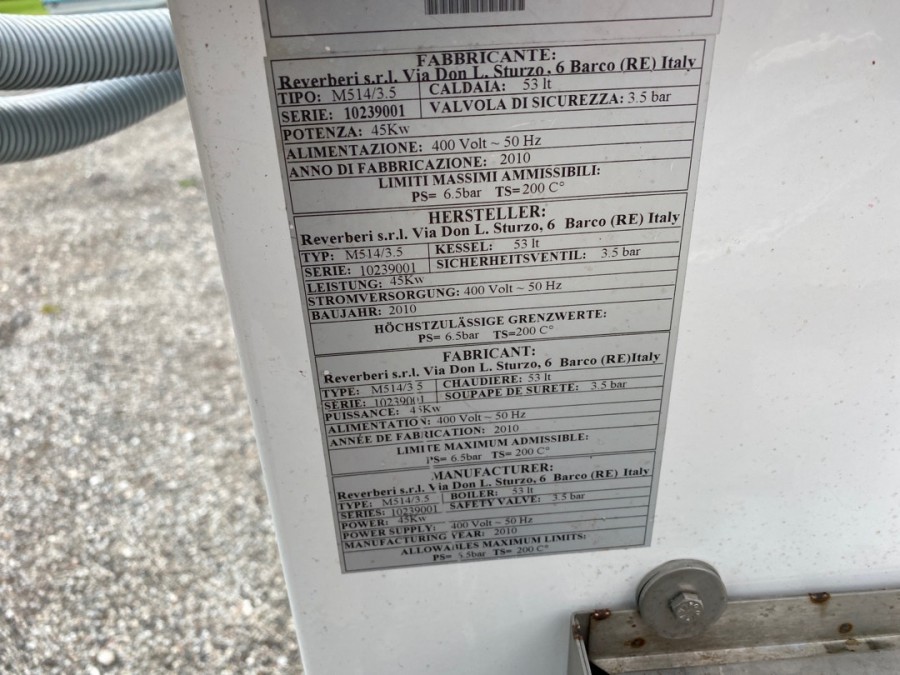 FABBRICANTE:
Reverberi s.r.l. Via Don L. Sturzo, 6 Barco (RE) Italy
TIPO: M514/3.5 CALDAIA: 53 lt
SERIE: 10239001 VALVOLA DI SICUREZZA: 3.5 bar
POTENZA: 45Kw
ALIMENTAZIONE: 400 Volt ~ 50 Hz
ANNO DI FABBRICAZIONE: 2010
LIMITI MASSIMI AMMISSIBILI:
PS= 6.5bar TS= 200 C°
HERSTELLER:
Reverberi s.r.l. Via Don L. Sturzo, 6 Barco (RE) Italy
TYP: M514/3.5 KESSEL: 53 lt
SERIE: 10239001 SICHERHEITSVENTIL: 3.5 bar
LEISTUNG: 45Kw
STROMVERSORGUNG: 400 Volt ~ 50 Hz
BAUJAHR: 2010
HÖCHSTZULÄSSIGE GRENZWERTE:
PS= 6.5bar TS=200 C°
FABRICANT:
Reverberi s.r.l. Via Don L. Sturzo, 6 Barco (RE)Italy
TYPE: M514/3.5 CHAUDIERE: 53 lt
SERIE: 10239001 SOUPAPE DE SURETE: 3.5 bar
PUISSANCE: 45Kw
ALIMENTATION: 400 Volt ~ 50 Hz
ANNÉE DE FABRICATION: 2010
LIMITE MAXIMUM ADMISSIBLE:
PS= 6.5bar TS= 200 C°
MANUFACTURER:
Reverberi s.r.l. Via Don L. Sturzo, 6 Barco (RE) Italy
TYPE: M514/3.5 BOILER: 53 lt
SERIES: 10239001 SAFETY VALVE: 3.5 bar
POWER: 45Kw
POWER SUPPLY: 400 Volt ~ 50 Hz
MANUFACTURING YEAR: 2010
ALLOWABLES MAXIMUM LIMITS:
PS= 6.5bar TS= 200 C°